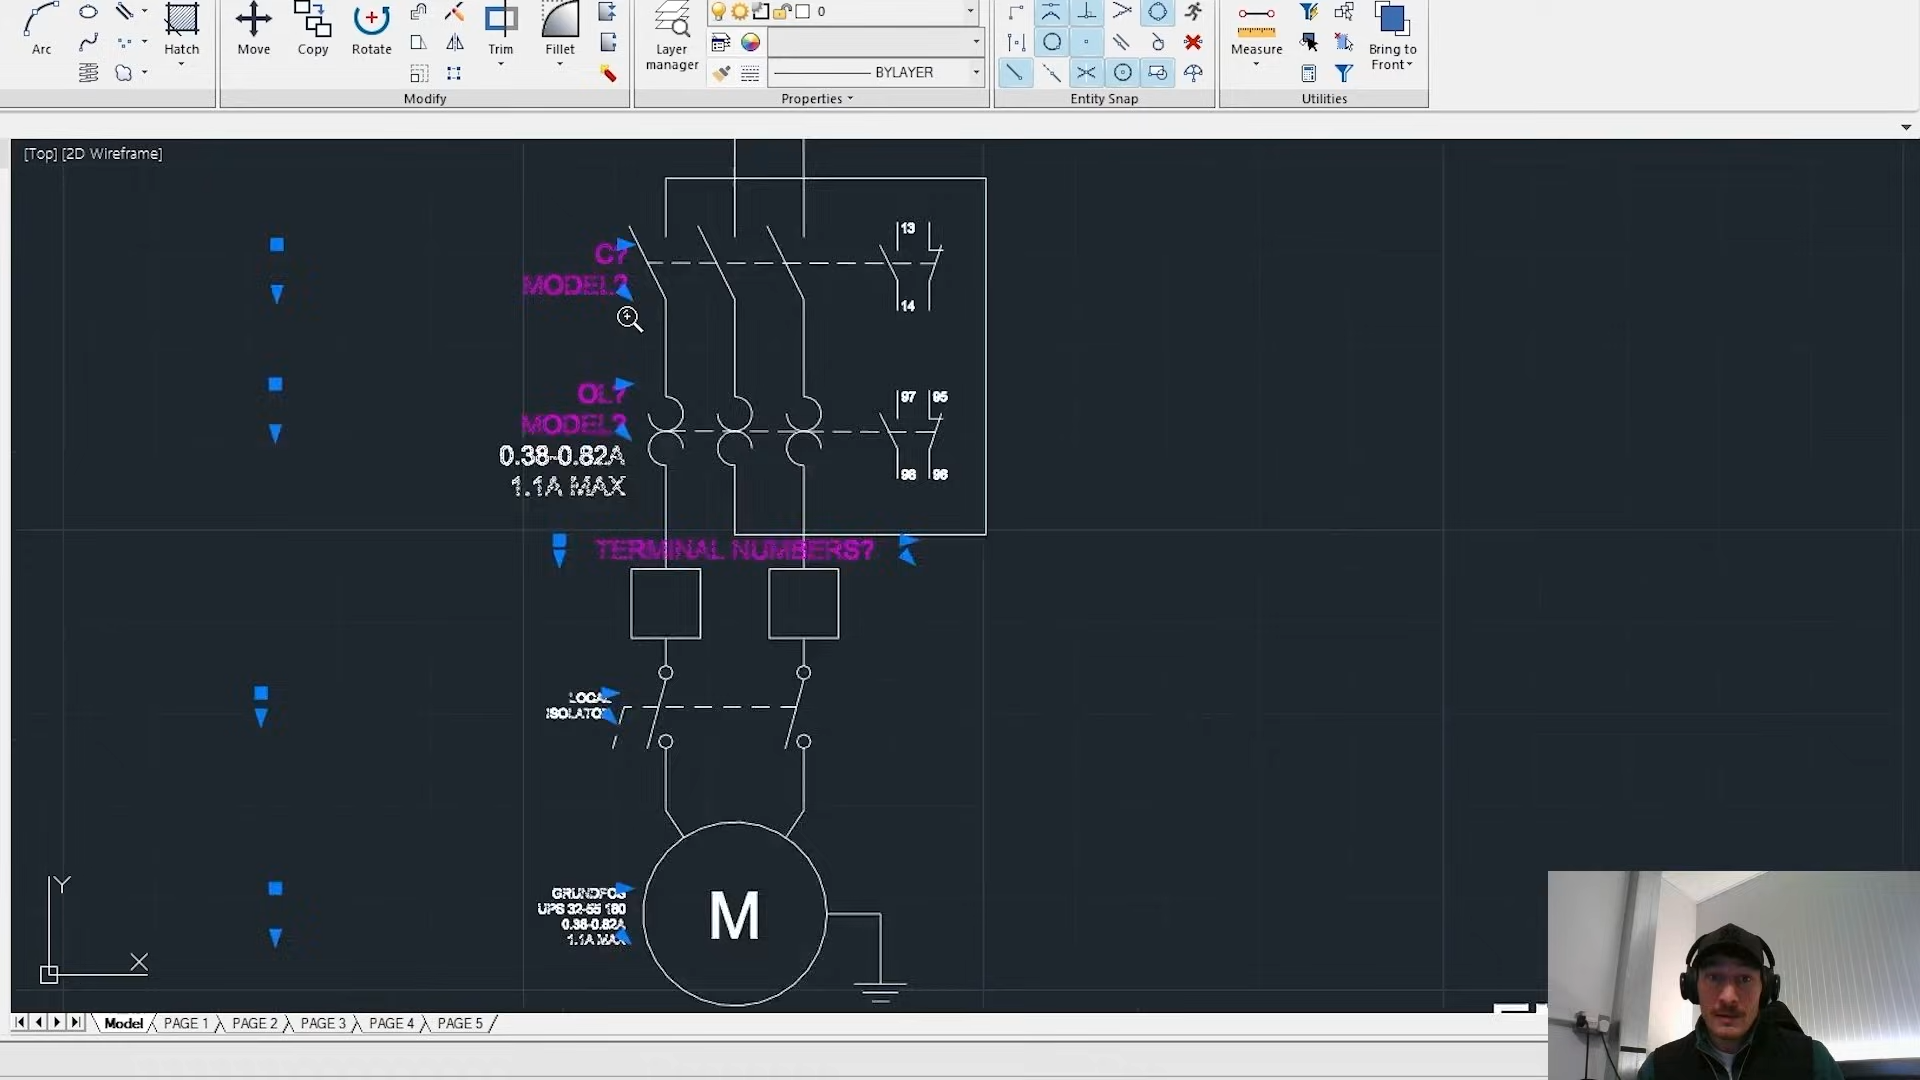 Arc
Hatch
Move
Copy
Rotate
Trim
Fillet
Layer
manager
0
BYLAYER
Measure
Bring to
Front
Modify
Properties
Entity Snap
Utilities
[Top] [2D Wireframe]
C?
MODEL?
13
14
OL?
MODEL?
0.38-0.82A
1.1A MAX
97 95
98 96
TERMINAL NUMBERS?
LOCAL
ISOLATOR
GRUNDFOS
UPS 32-55 180
0.38-0.82A
1.1A MAX
M
Y
X
Model
PAGE 1
PAGE 2
PAGE 3
PAGE 4
PAGE 5